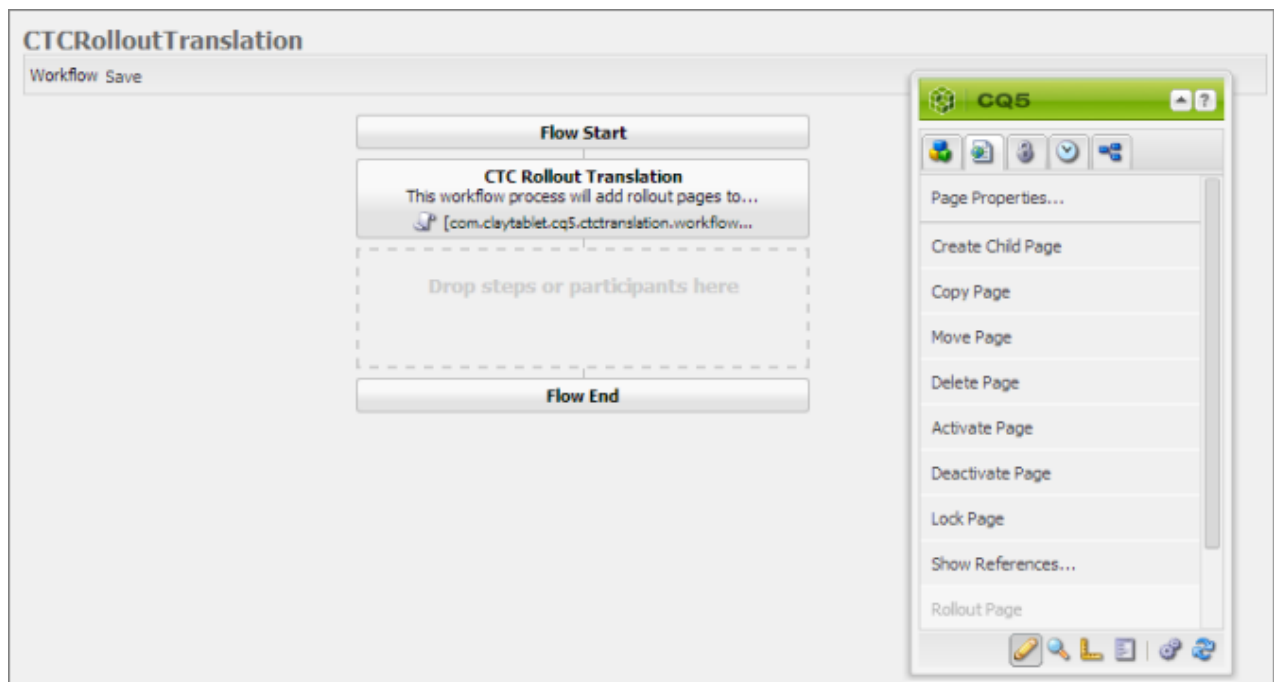 CTCRolloutTranslation
Workflow Save
Flow Start
CTC Rollout Translation
This workflow process will add rollout pages to...
[com.claytablet.cq5.ctctranslation.workflow...
Drop steps or participants here
Flow End
CQ5
?
Page Properties...
Create Child Page
Copy Page
Move Page
Delete Page
Activate Page
Deactivate Page
Lock Page
Show References...
Rollout Page